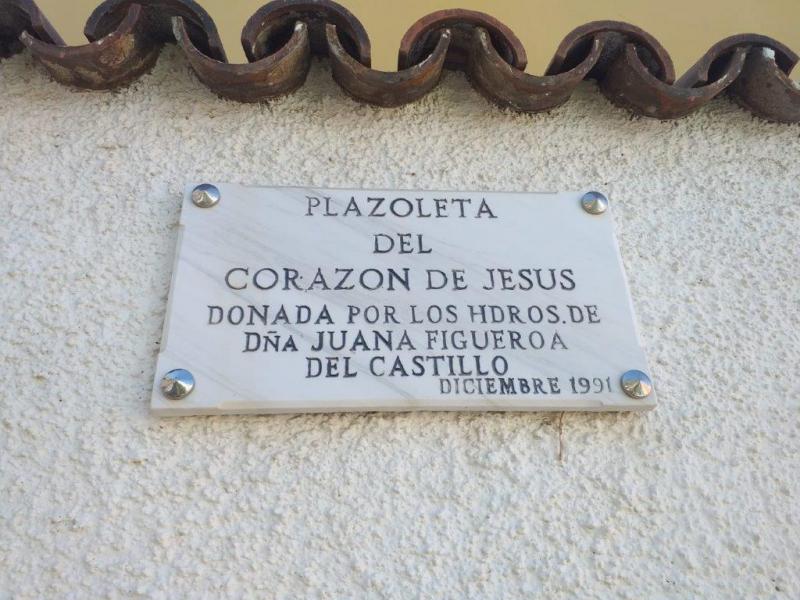 PLAZOLETA
DEL
CORAZON DE JESUS
DONADA POR LOS HDROS. DE
DÑA JUANA FIGUEROA
DEL CASTILLO
DICIEMBRE 1991